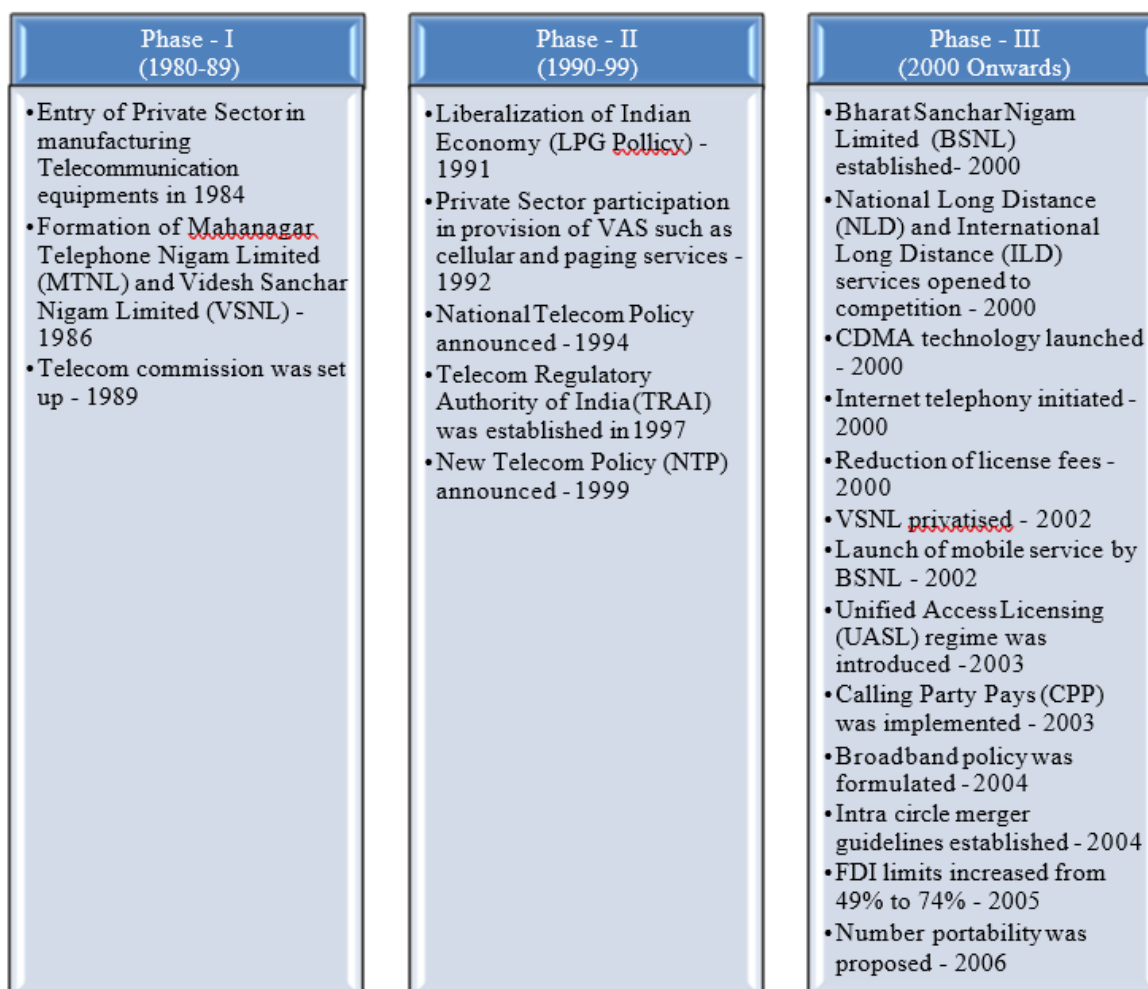 Phase - I
(1980-89)
•Entry of Private Sector in
manufacturing
Telecommunication
equipments in 1984
•Formation of Mahanagar
Telephone Nigam Limited
(MTNL) and Videsh Sanchar
Nigam Limited (VSNL) -
1986
•Telecom commission was set
up - 1989
Phase - II
(1990-99)
•Liberalization of Indian
Economy (LPG Pollicy) -
1991
•Private Sector participation
in provision of VAS such as
cellular and paging services -
1992
•National Telecom Policy
announced - 1994
•Telecom Regulatory
Authority of India (TRAI)
was established in 1997
•New Telecom Policy (NTP)
announced - 1999
Phase - III
(2000 Onwards)
•Bharat Sanchar Nigam
Limited (BSNL)
established- 2000
•National Long Distance
(NLD) and International
Long Distance (ILD)
services opened to
competition - 2000
•CDMA technology launched
- 2000
•Internet telephony initiated -
2000
•Reduction of license fees -
2000
•VSNL privatised - 2002
•Launch of mobile service by
BSNL - 2002
•Unified Access Licensing
(UASL) regime was
introduced - 2003
•Calling Party Pays (CPP)
was implemented - 2003
•Broadband policy was
formulated - 2004
•Intra circle merger
guidelines established - 2004
•FDI limits increased from
49% to 74% - 2005
•Number portability was
proposed - 2006